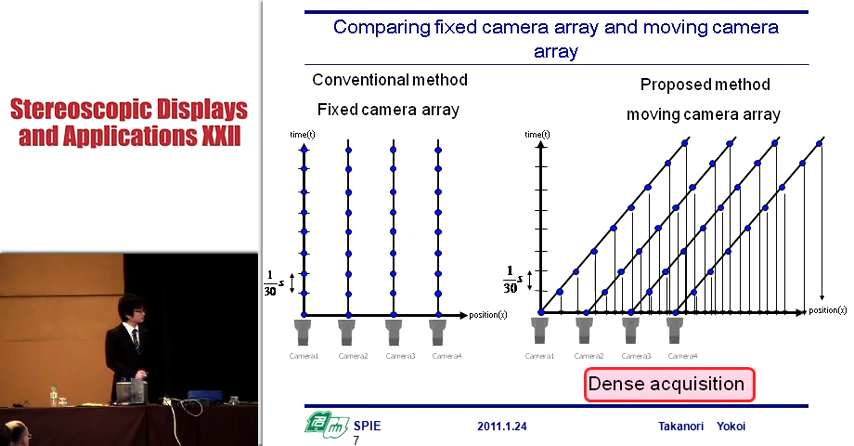 Stereoscopic Displays
and Applications XXII
Comparing fixed camera array and moving camera
array
Conventional method
Fixed camera array
time(t)
1
30 s
position(x)
Camera1 Camera2 Camera3 Camera4
Proposed method
moving camera array
time(t)
1
30 s
position(x)
Camera1 Camera2 Camera3 Camera4
Dense acquisition
SPIE 2011.1.24 Takanori Yokoi
7